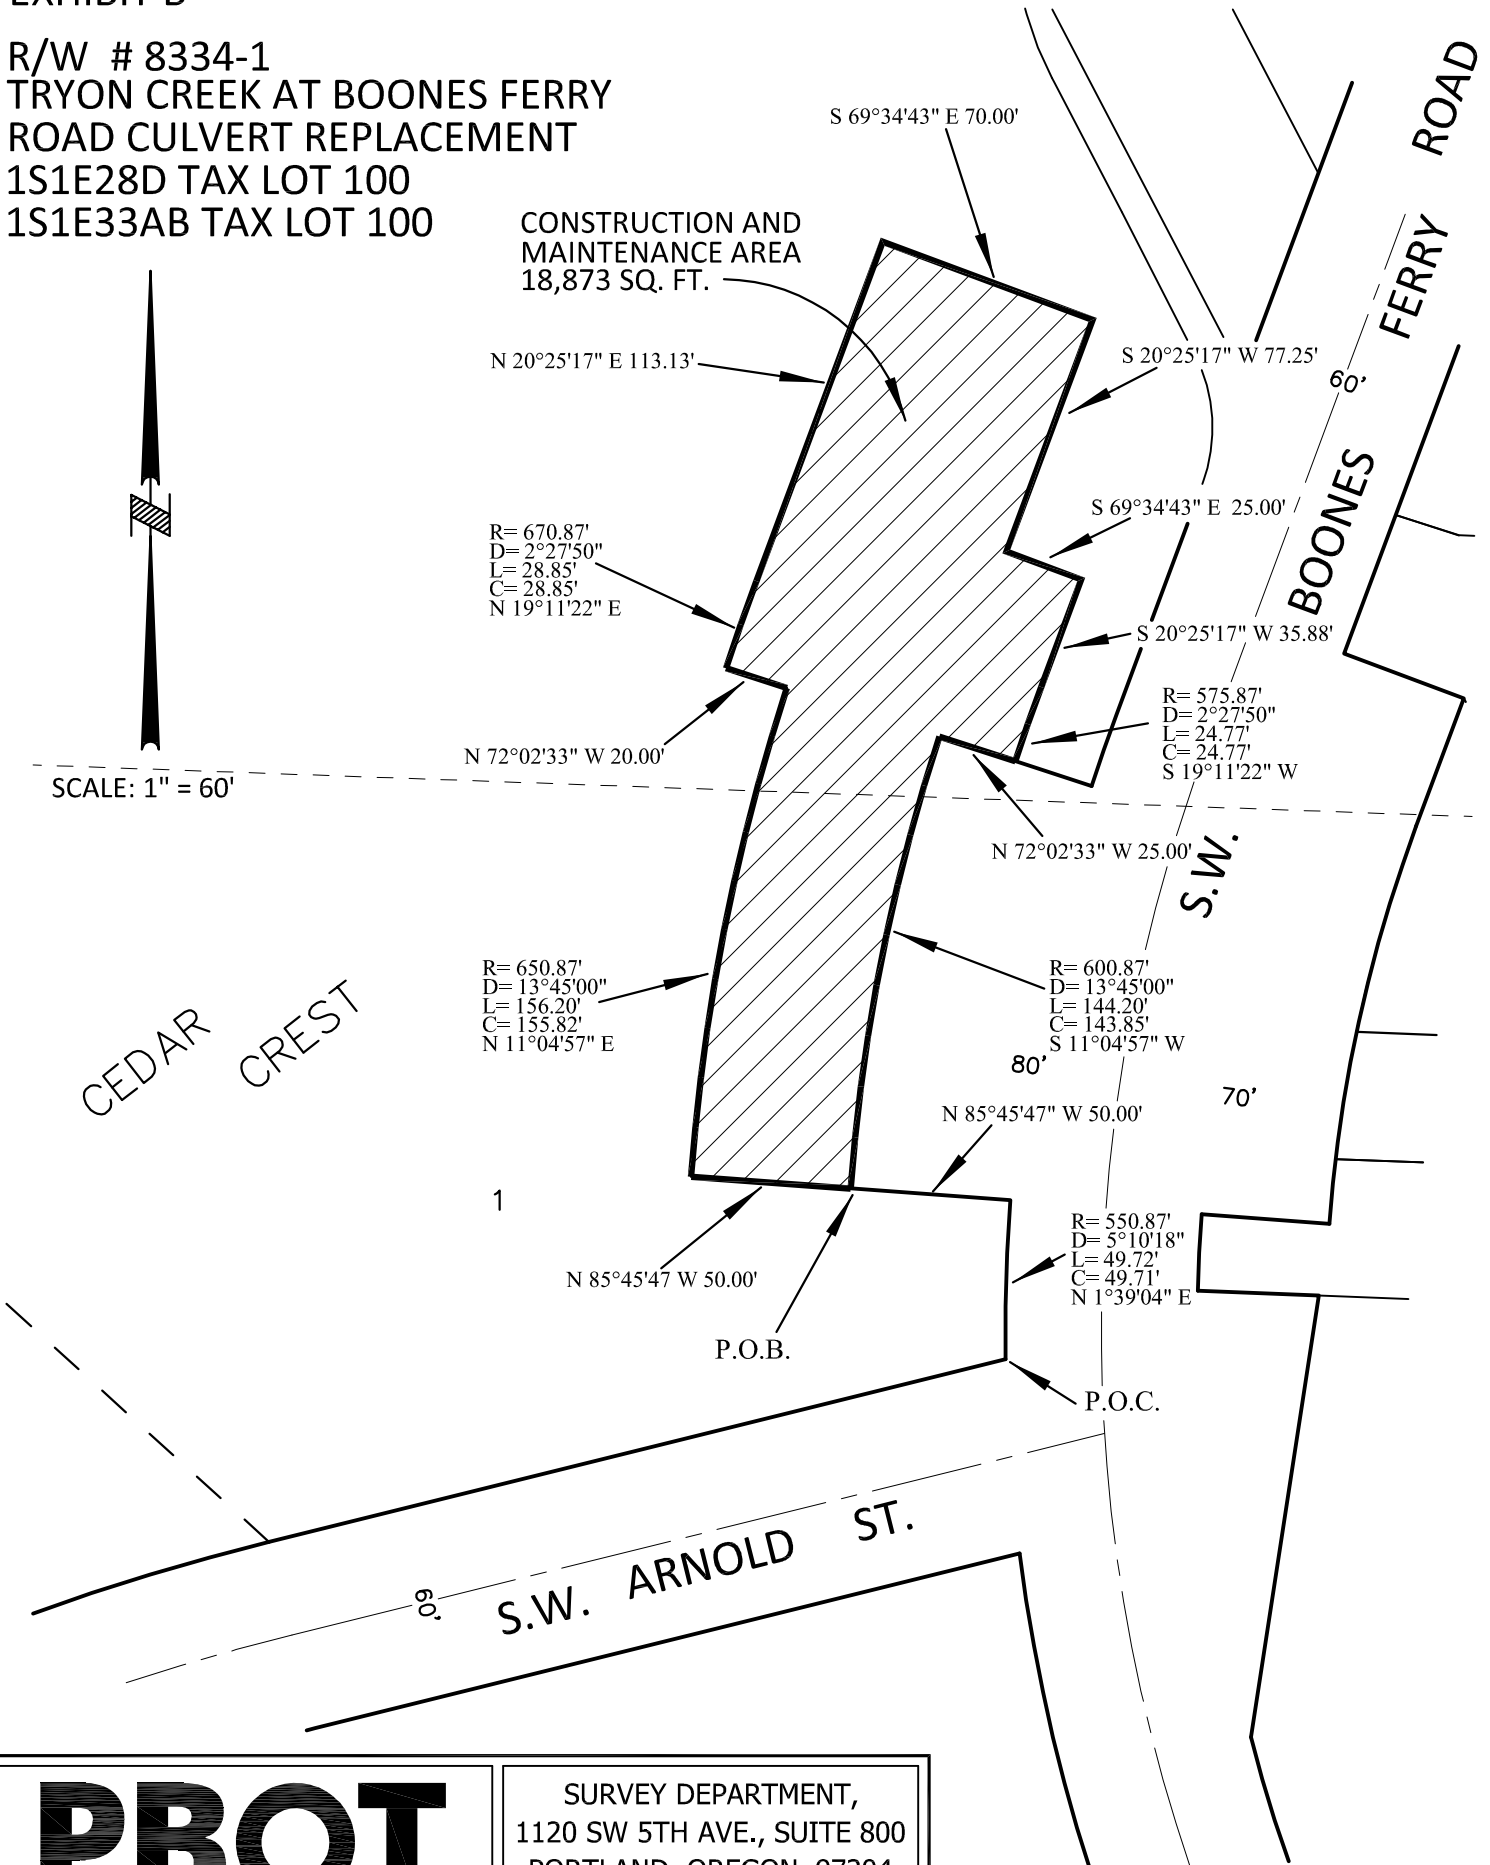 EXHIBIT B
R/W # 8334-1
TRYON CREEK AT BOONES FERRY
ROAD CULVERT REPLACEMENT
1S1E28D TAX LOT 100
1S1E33AB TAX LOT 100
S 69°34'43" E 70.00'
CONSTRUCTION AND
MAINTENANCE AREA
18,873 SQ. FT.
N 20°25'17" E 113.13'
S 20°25'17" W 77.25'
60'
S.W. BOONES FERRY ROAD
S 69°34'43" E 25.00'
R= 670.87'
D= 2°27'50"
L= 28.85'
C= 28.85'
N 19°11'22" E
S 20°25'17" W 35.88'
R= 575.87'
D= 2°27'50"
L= 24.77'
C= 24.77'
S 19°11'22" W
N 72°02'33" W 20.00'
SCALE: 1" = 60'
N 72°02'33" W 25.00'
R= 650.87'
D= 13°45'00"
L= 156.20'
C= 155.82'
N 11°04'57" E
R= 600.87'
D= 13°45'00"
L= 144.20'
C= 143.85'
S 11°04'57" W
CEDAR CREST
80'
70'
N 85°45'47" W 50.00'
1
R= 550.87'
D= 5°10'18"
L= 49.72'
C= 49.71'
N 1°39'04" E
N 85°45'47 W 50.00'
P.O.B.
P.O.C.
S.W. ARNOLD ST.
60'
PBOT
SURVEY DEPARTMENT,
1120 SW 5TH AVE., SUITE 800
PORTLAND, OREGON, 97204